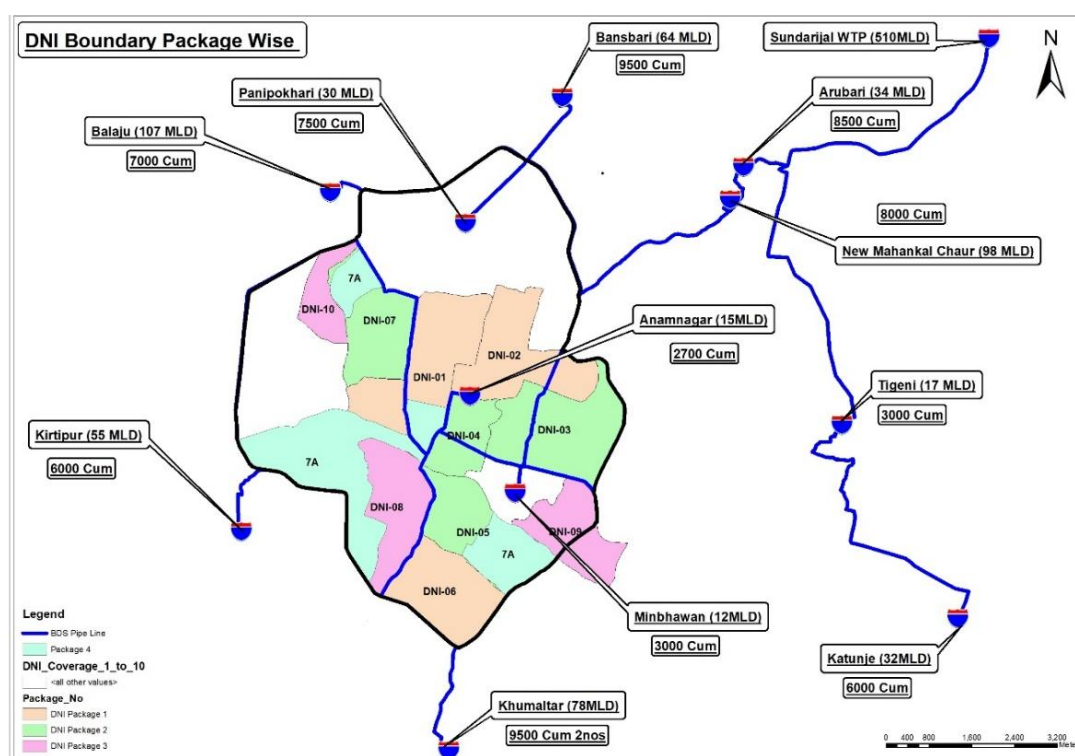 DNI Boundary Package Wise
Bansbari (64 MLD)
9500 Cum
Sundarijal WTP (510MLD)
N
Panipokhari (30 MLD)
7500 Cum
Arubari (34 MLD)
8500 Cum
Balaju (107 MLD)
7000 Cum
8000 Cum
New Mahankal Chaur (98 MLD)
7A
DNI-10
DNI-07
Anamnagar (15MLD)
2700 Cum
DNI-02
DNI-01
Tigeni (17 MLD)
3000 Cum
Kirtipur (55 MLD)
6000 Cum
DNI-04
DNI-03
7A
DNI-08
DNI-05
DNI-09
7A
DNI-06
Minbhawan (12MLD)
3000 Cum
Katunje (32MLD)
6000 Cum
Khumaltar (78MLD)
9500 Cum 2nos
Legend
BDS Pipe Line
Package 4
DNI_Coverage_1_to_10
<all other values>
Package_No
DNI Package 1
DNI Package 2
DNI Package 3
0 400 800 1,600 2,400 3,200
Mete